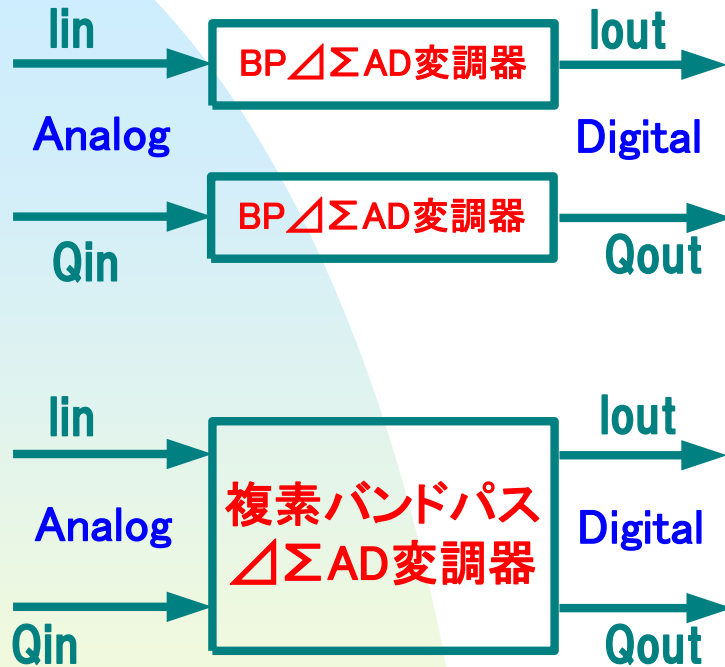 Iin
Iout
BP⊿ΣAD変調器
Analog
Digital
BP⊿ΣAD変調器
Qin
Qout
Iin
Iout
複素バンドパス
⊿ΣAD変調器
Analog
Digital
Qin
Qout